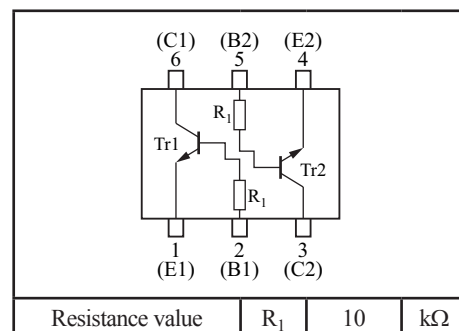 (C1) (B2) (E2)
6 5 4
R1
Tr1
Tr2
R1
1 2 3
(E1) (B1) (C2)
Resistance value R1 10 kΩ